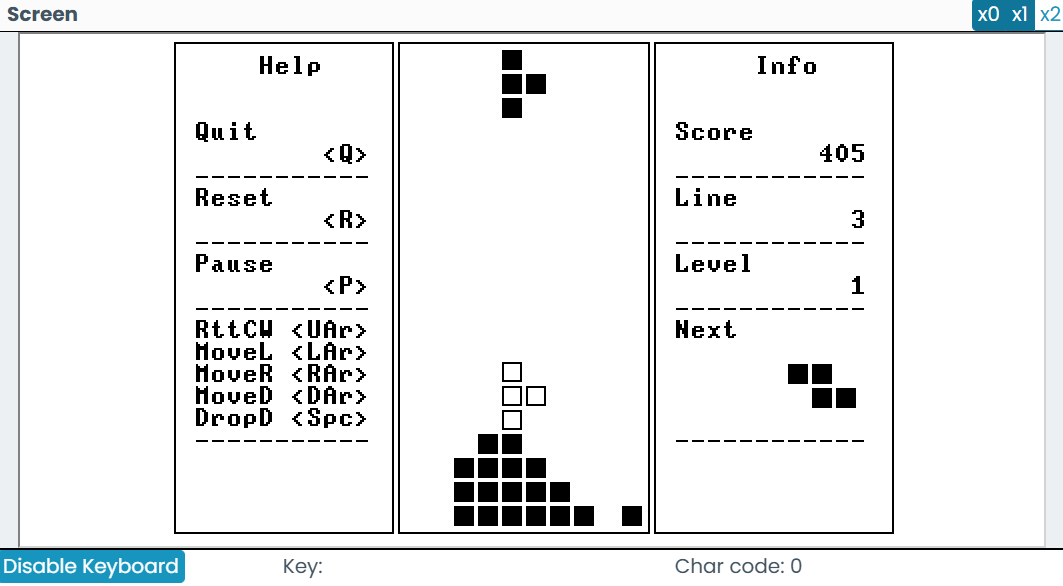 Screen
x0 x1 x2
Help
Quit
<Q>
Reset
<R>
Pause
<P>
RttCW <UAr>
MoveL <LAr>
MoveR <RAr>
MoveD <DAr>
DropD <Spc>
Info
Score
405
Line
3
Level
1
Next
Disable Keyboard
Key:
Char code: 0